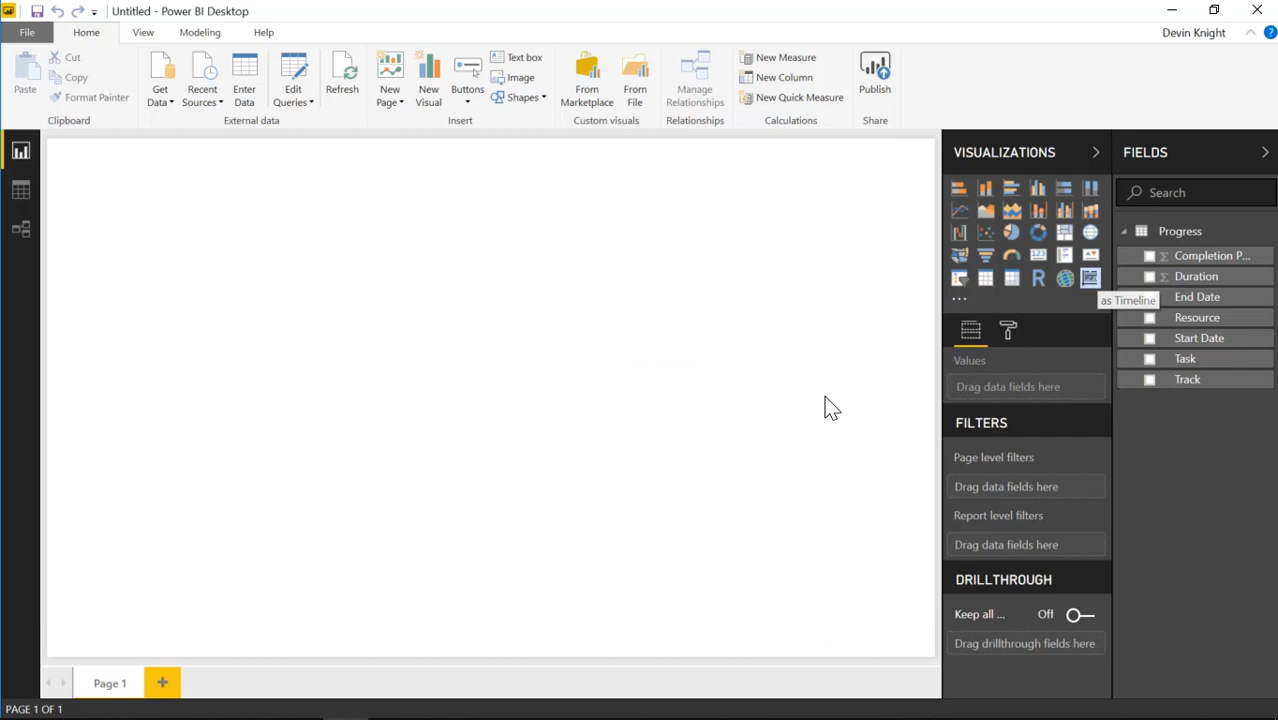 Untitled - Power BI Desktop
File
Home
View
Modeling
Help
Devin Knight
?
Paste
Cut
Copy
Format Painter
Clipboard
Get Data
Recent Sources
Enter Data
Edit Queries
Refresh
External data
New Page
New Visual
Buttons
Text box
Image
Shapes
Insert
From Marketplace
From File
Custom visuals
Manage Relationships
Relationships
New Measure
New Column
New Quick Measure
Calculations
Publish
Share
VISUALIZATIONS
R
as Timeline
Values
Drag data fields here
FILTERS
Page level filters
Drag data fields here
Report level filters
Drag data fields here
DRILLTHROUGH
Keep all ...
Off
Drag drillthrough fields here
FIELDS
Search
Progress
Completion P...
Duration
End Date
Resource
Start Date
Task
Track
Page 1
PAGE 1 OF 1